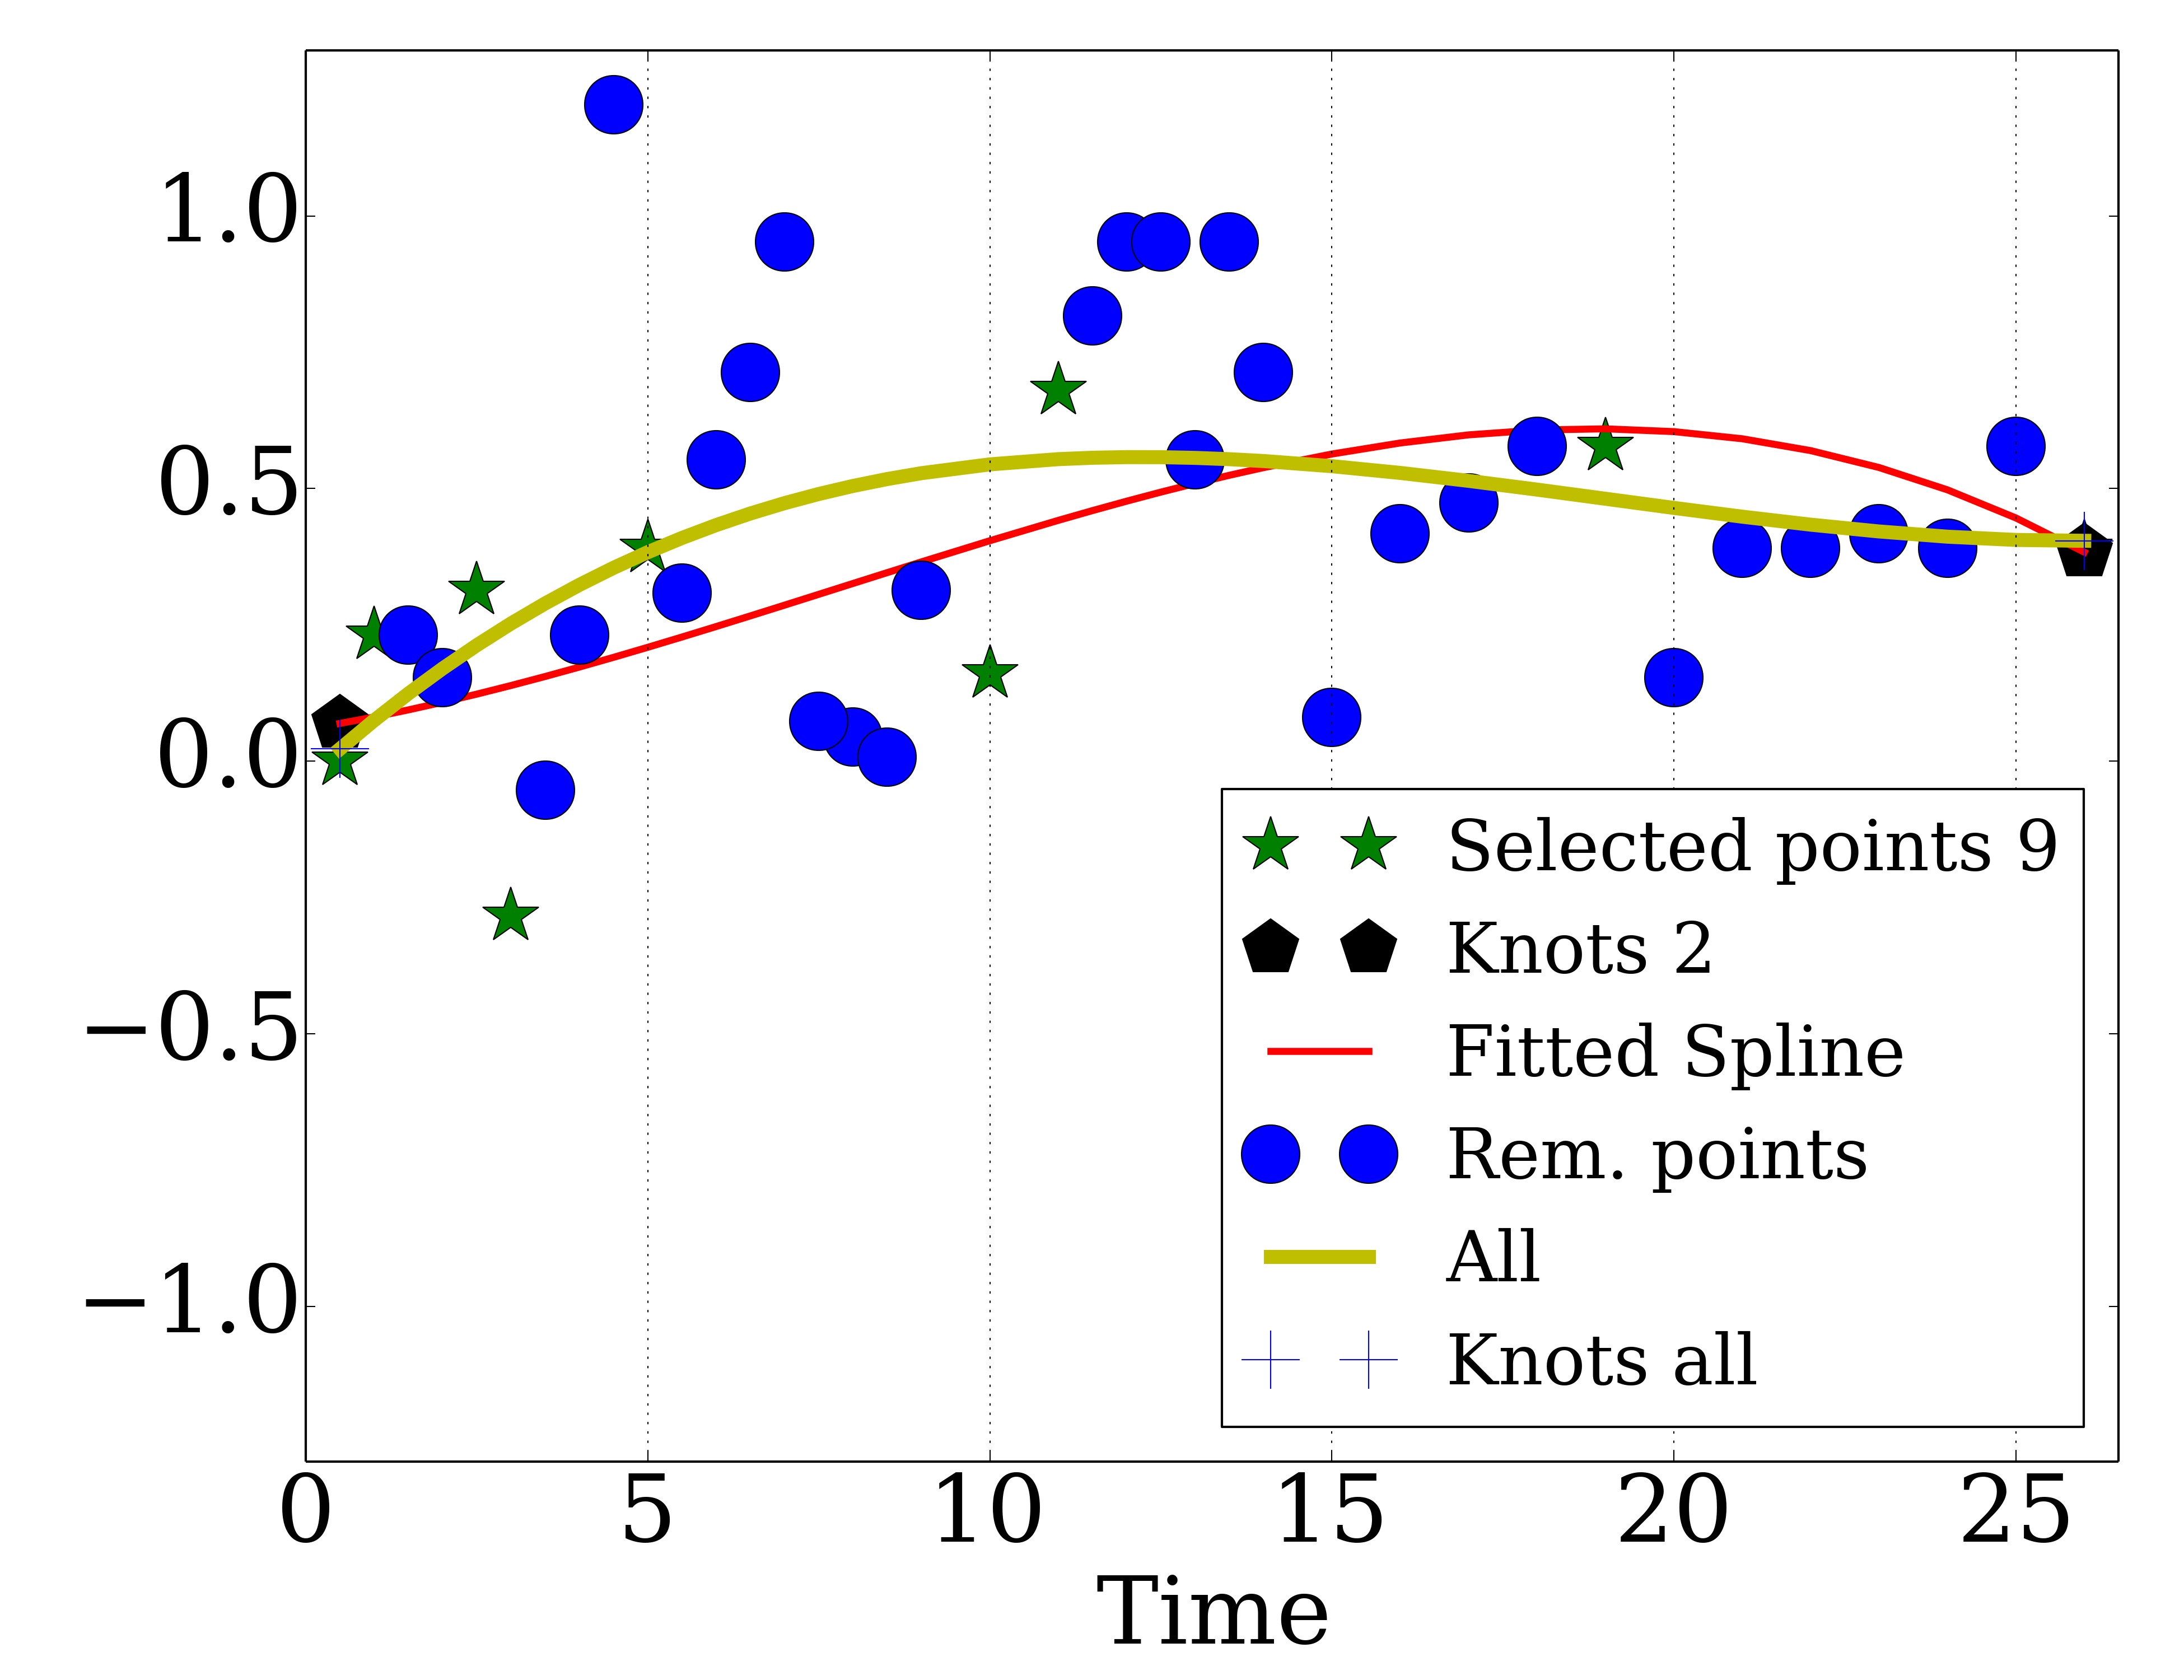 1.0
0.5
0.0
−0.5
−1.0
0 5 10 15 20 25
Time
Selected points 9
Knots 2
Fitted Spline
Rem. points
All
Knots all